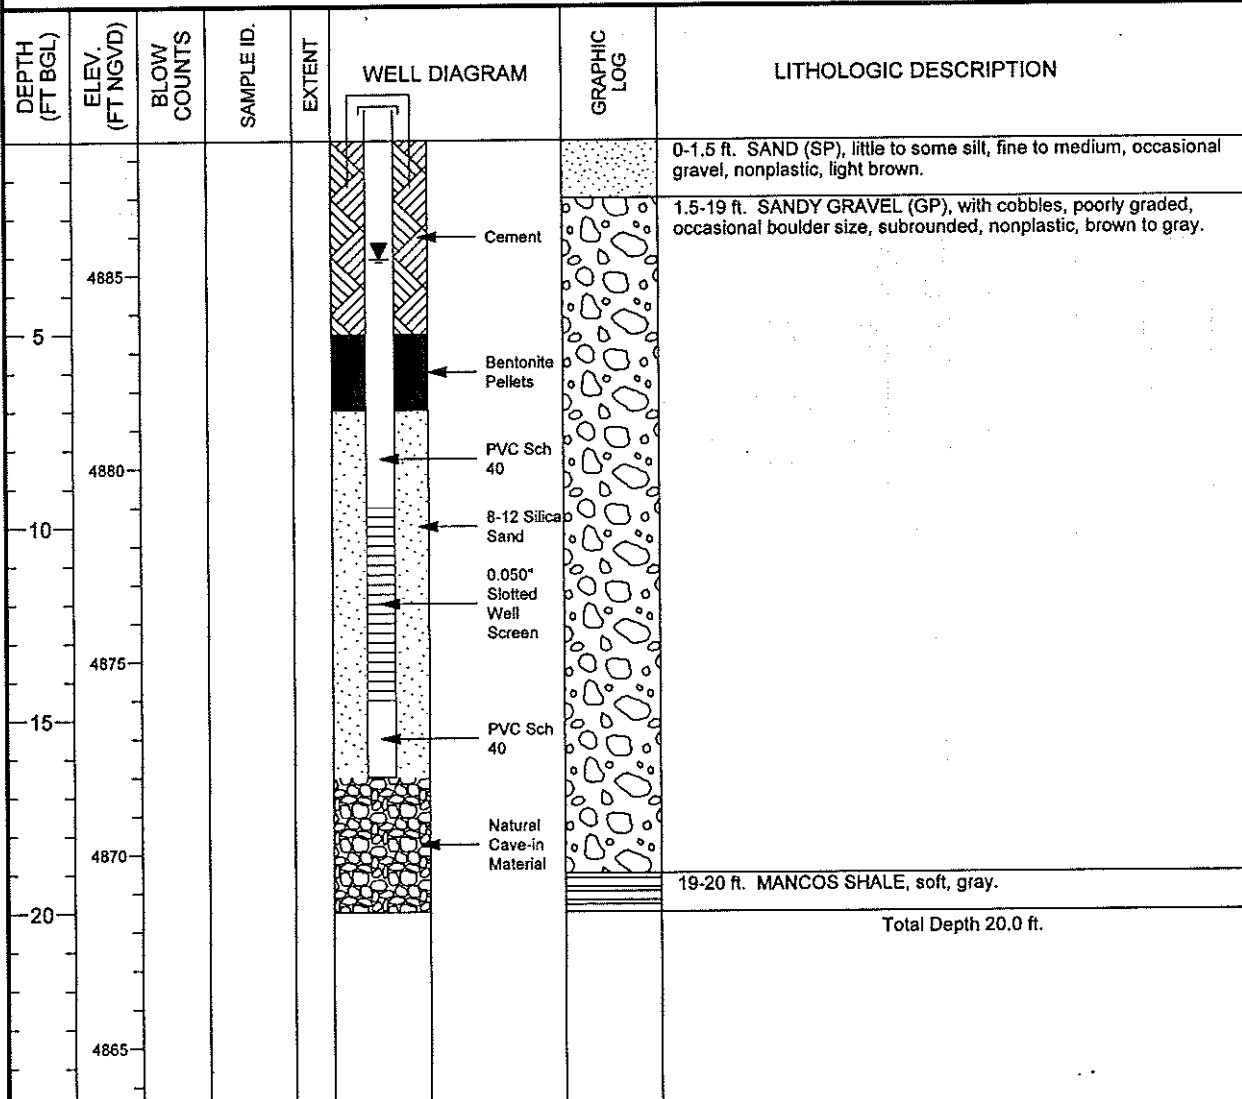 DEPTH
(FT BGL)
ELEV.
(FT NGVD)
BLOW
COUNTS
SAMPLE ID.
EXTENT
WELL DIAGRAM
GRAPHIC
LOG
LITHOLOGIC DESCRIPTION
0-1.5 ft. SAND (SP), little to some silt, fine to medium, occasional
gravel, nonplastic, light brown.
1.5-19 ft. SANDY GRAVEL (GP), with cobbles, poorly graded,
occasional boulder size, subrounded, nonplastic, brown to gray.
Cement
4885
5
Bentonite
Pellets
PVC Sch
40
4880
8-12 Silica
Sand
10
0.050"
Slotted
Well
Screen
4875
15
PVC Sch
40
Natural
Cave-in
Material
4870
19-20 ft. MANCOS SHALE, soft, gray.
20
Total Depth 20.0 ft.
4865